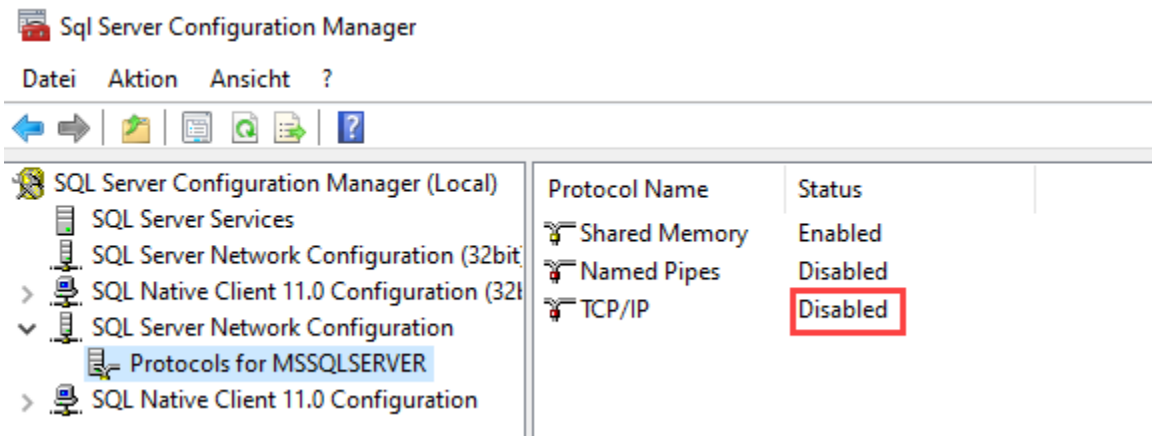 Sql Server Configuration Manager
Datei Aktion Ansicht ?
SQL Server Configuration Manager (Local)
SQL Server Services
SQL Server Network Configuration (32bit
SQL Native Client 11.0 Configuration (32
SQL Server Network Configuration
Protocols for MSSQLSERVER
SQL Native Client 11.0 Configuration
Protocol Name Status
Shared Memory Enabled
Named Pipes Disabled
TCP/IP Disabled